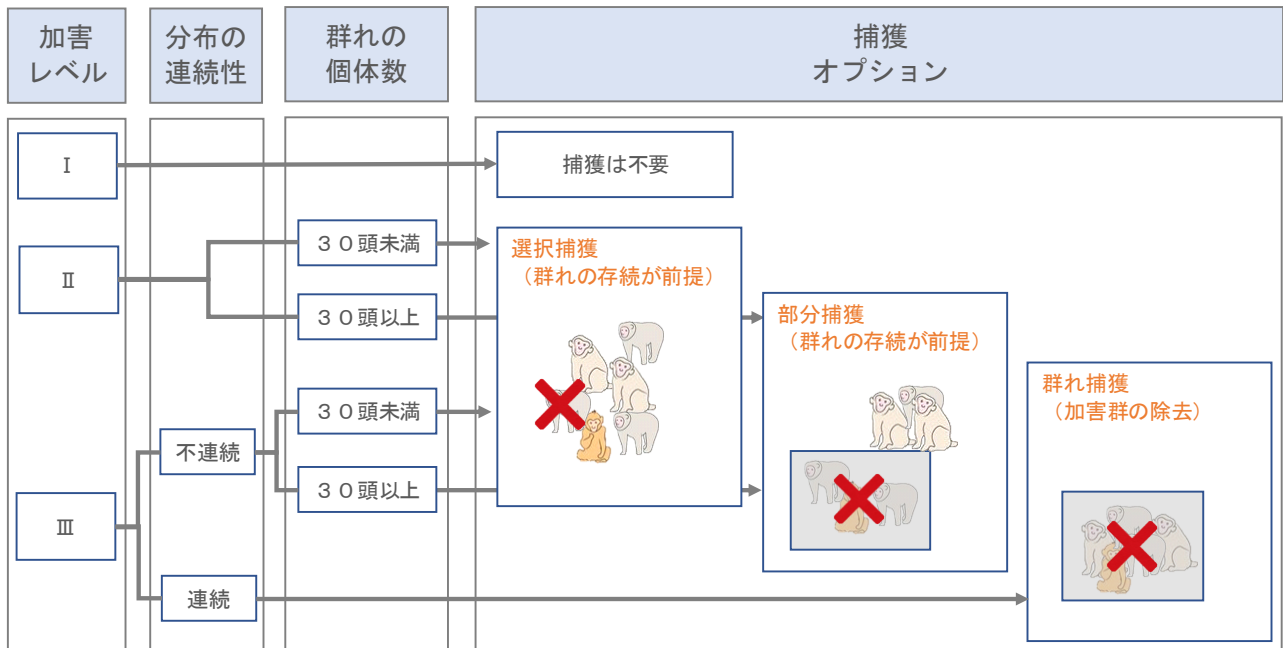 加害
レベル
分布の
連続性
群れの
個体数
捕獲
オプション
Ⅰ
捕獲は不要
Ⅱ
３０頭未満
３０頭以上
選択捕獲
（群れの存続が前提）
部分捕獲
（群れの存続が前提）
群れ捕獲
（加害群の除去）
Ⅲ
不連続
３０頭未満
３０頭以上
連続